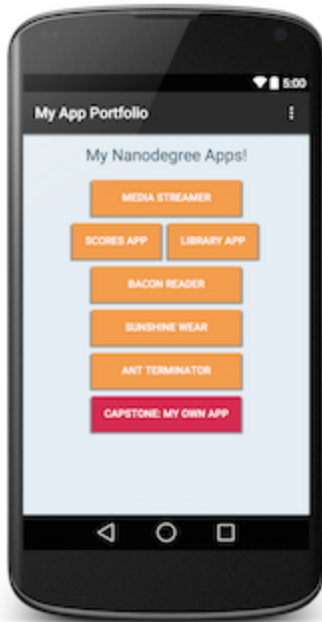 5:00
My App Portfolio
My Nanodegree Apps!
MEDIA STREAMER
SCORES APP LIBRARY APP
BACON READER
SUNSHINE WEAR
ANT TERMINATOR
CAPSTONE: MY OWN APP